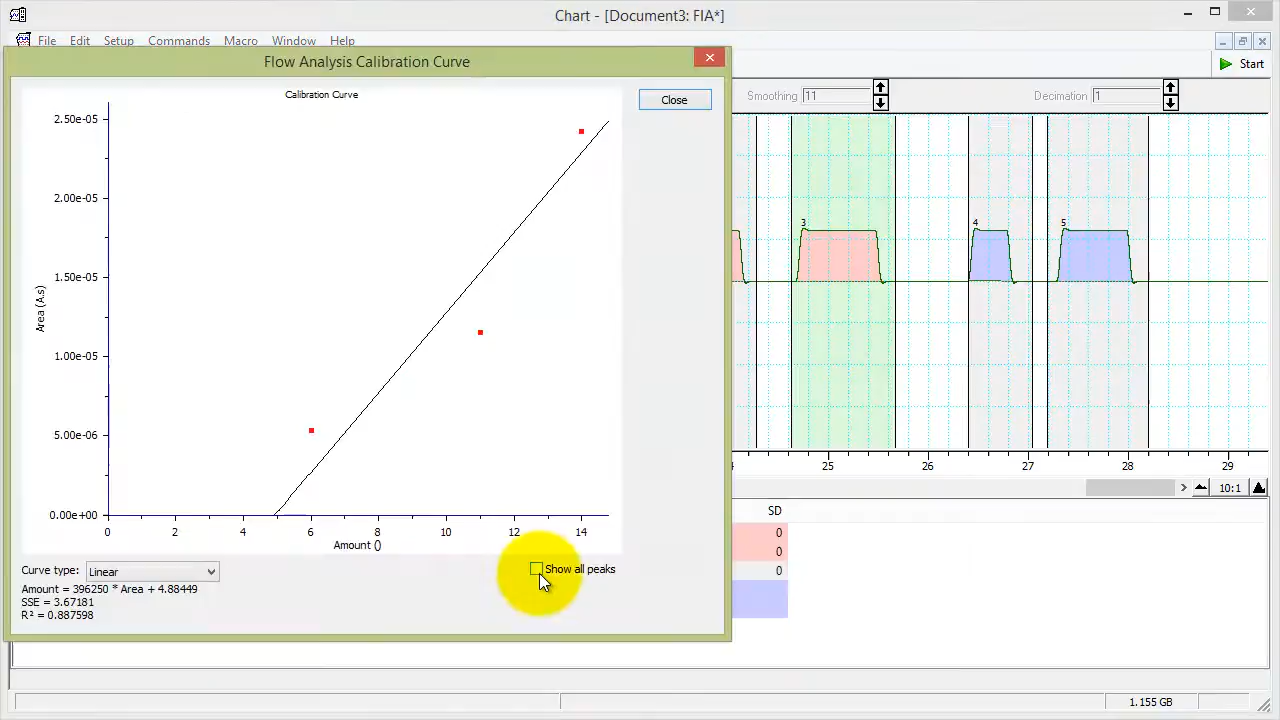 Chart - [Document3: FIA*]
File Edit Setup Commands Macro Window Help
Flow Analysis Calibration Curve
Start
Calibration Curve
Close
Smoothing 11
Decimation 1
2.50e-05
2.00e-05
1.50e-05
1.00e-05
5.00e-06
0.00e+00
Area (A.s)
0 2 4 6 8 10 12 14
Amount ()
3 4 5
25 26 27 28 29
10:1
SD
0
0
0
Show all peaks
Curve type: Linear
Amount = 396250 * Area + 4.88449
SSE = 3.67181
R² = 0.887598
1.155 GB